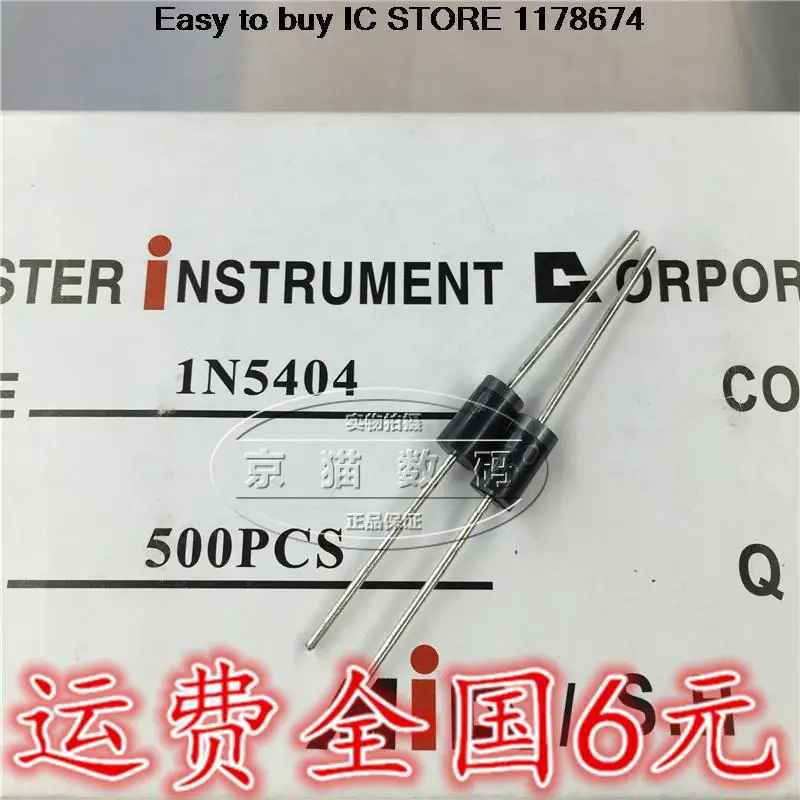 Easy to buy IC STORE 1178674
STER iNSTRUMENT CORPOR
E 1N5404 CO
实物拍摄
京猫数码
正品保证
500PCS Q
运费全国6元